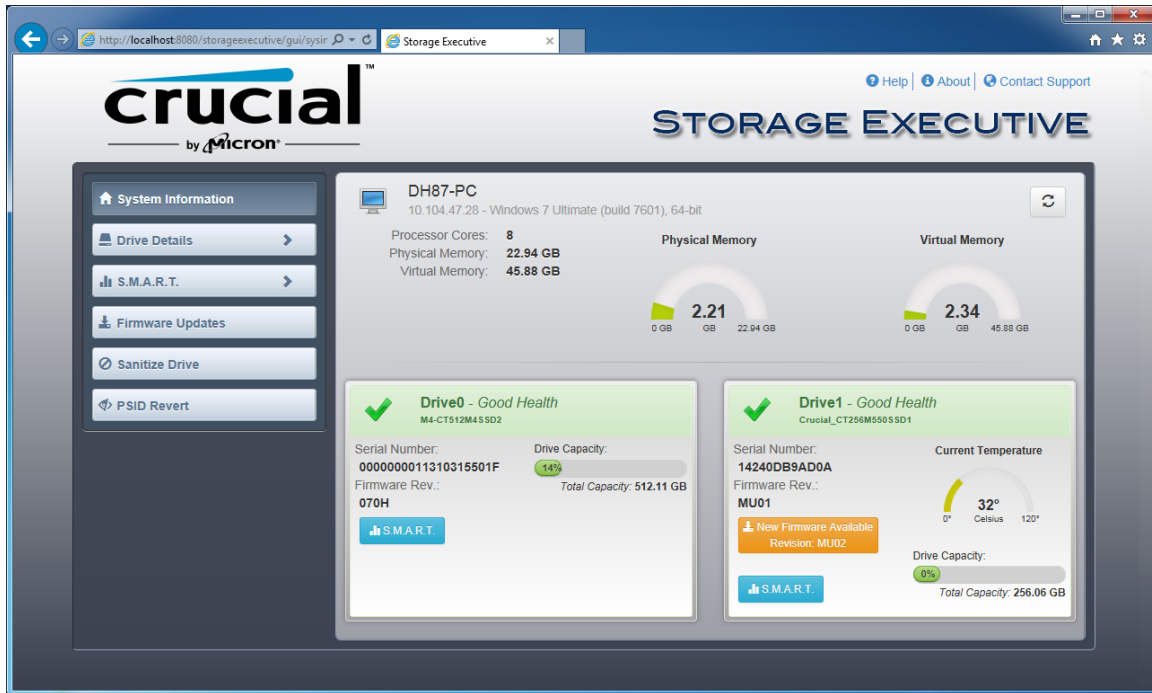 http://localhost:8080/storageexecutive/gui/sysir
Storage Executive
Help | About | Contact Support
crucial™
by Micron®
STORAGE EXECUTIVE
System Information
Drive Details
S.M.A.R.T.
Firmware Updates
Sanitize Drive
PSID Revert
DH87-PC
10.104.47.28 - Windows 7 Ultimate (build 7601), 64-bit
Processor Cores: 8
Physical Memory: 22.94 GB
Virtual Memory: 45.88 GB
Physical Memory
2.21
0 GB GB 22.94 GB
Virtual Memory
2.34
0 GB GB 45.88 GB
Drive0 - Good Health
M4-CT512M4SSD2
Serial Number:
0000000011310315501F
Firmware Rev.:
070H
S.M.A.R.T.
Drive Capacity:
14%
Total Capacity: 512.11 GB
Drive1 - Good Health
Crucial_CT256M550SSD1
Serial Number:
14240DB9AD0A
Firmware Rev.:
MU01
New Firmware Available
Revision: MU02
S.M.A.R.T.
Current Temperature
32°
0° Celsius 120°
Drive Capacity:
0%
Total Capacity: 256.06 GB